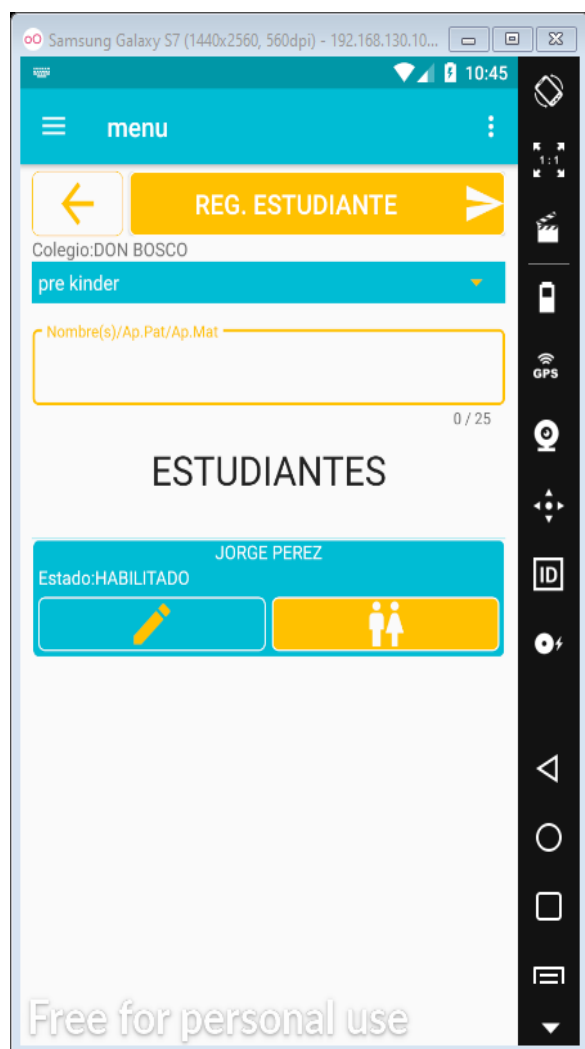 Samsung Galaxy S7 (1440x2560, 560dpi) - 192.168.130.10...
10:45
menu
1:1
REG. ESTUDIANTE
Colegio:DON BOSCO
pre kinder
Nombre(s)/Ap.Pat/Ap.Mat
GPS
0 / 25
ESTUDIANTES
JORGE PEREZ
Estado:HABILITADO
ID
Free for personal use